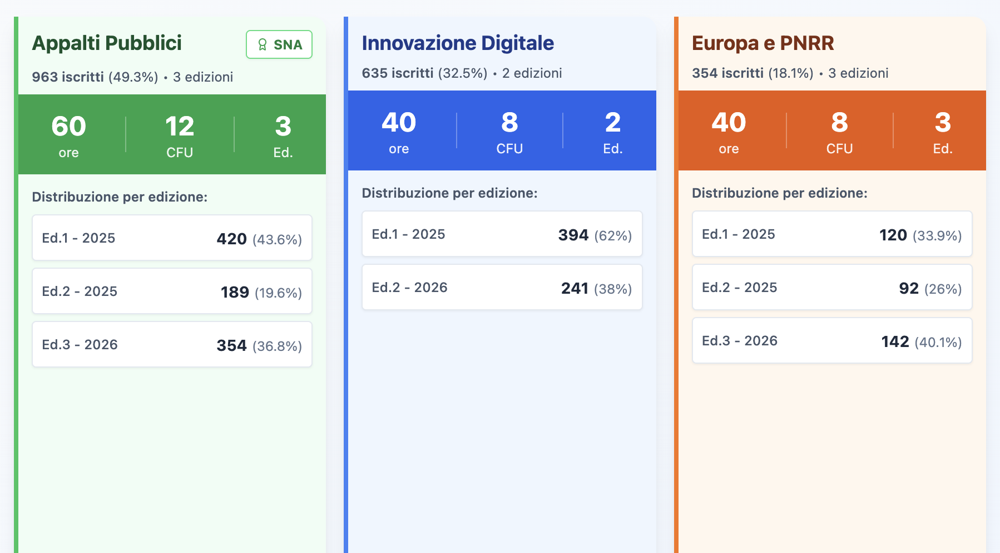 Appalti Pubblici
SNA
963 iscritti (49.3%) • 3 edizioni
60
ore
12
CFU
3
Ed.
Distribuzione per edizione:
Ed.1 - 2025 420 (43.6%)
Ed.2 - 2025 189 (19.6%)
Ed.3 - 2026 354 (36.8%)
Innovazione Digitale
635 iscritti (32.5%) • 2 edizioni
40
ore
8
CFU
2
Ed.
Distribuzione per edizione:
Ed.1 - 2025 394 (62%)
Ed.2 - 2026 241 (38%)
Europa e PNRR
354 iscritti (18.1%) • 3 edizioni
40
ore
8
CFU
3
Ed.
Distribuzione per edizione:
Ed.1 - 2025 120 (33.9%)
Ed.2 - 2025 92 (26%)
Ed.3 - 2026 142 (40.1%)